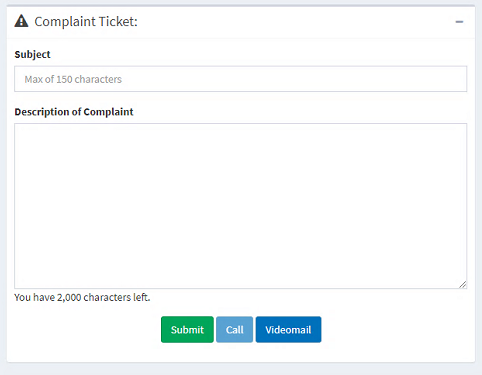 Complaint Ticket:
Subject
Max of 150 characters
Description of Complaint
You have 2,000 characters left.
Submit Call Videomail